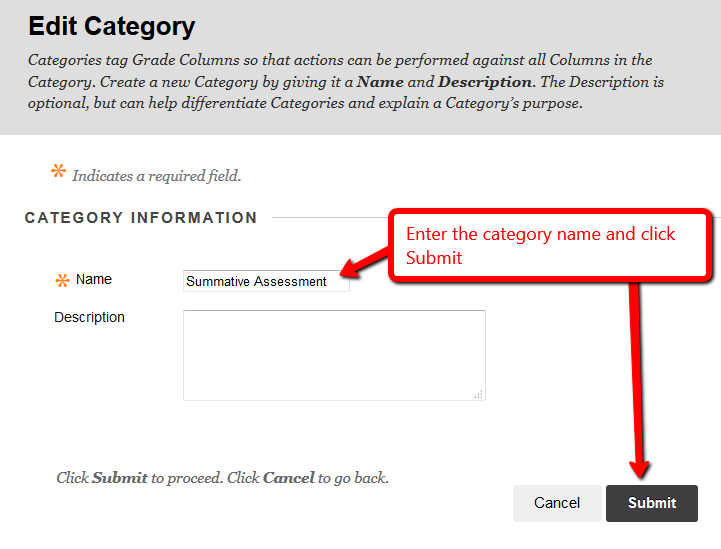 Edit Category
Categories tag Grade Columns so that actions can be performed against all Columns in the
Category. Create a new Category by giving it a Name and Description. The Description is
optional, but can help differentiate Categories and explain a Category's purpose.
* Indicates a required field.
CATEGORY INFORMATION
Enter the category name and click
Submit
* Name
Summative Assessment
Description
Click Submit to proceed. Click Cancel to go back.
Cancel
Submit